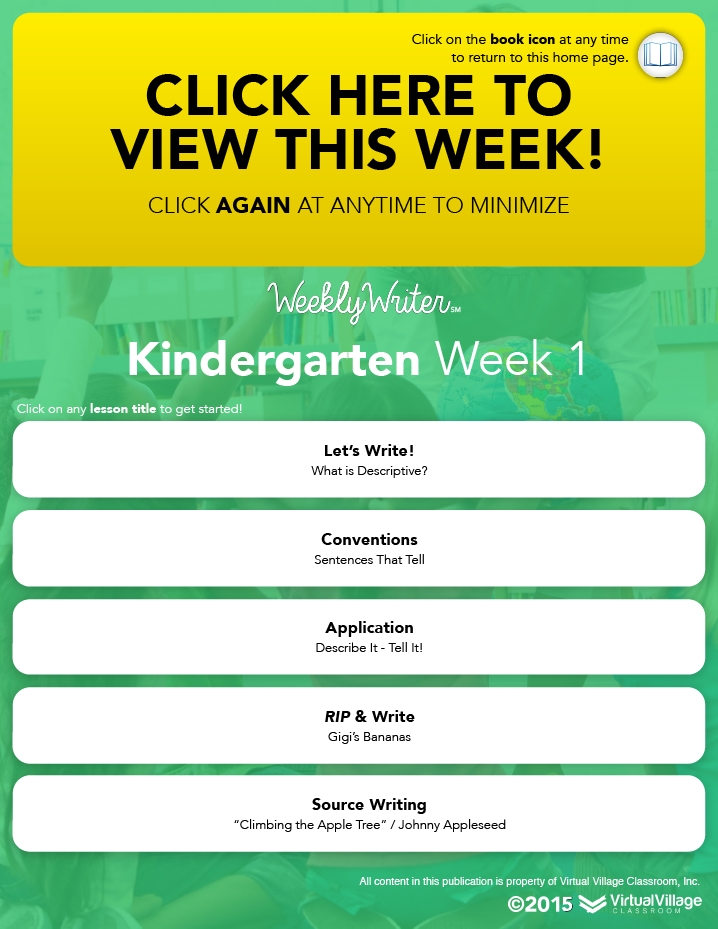 Click on the book icon at any time
to return to this home page.
CLICK HERE TO
VIEW THIS WEEK!
CLICK AGAIN AT ANYTIME TO MINIMIZE
WeeklyWriter SM
Kindergarten Week 1
Click on any lesson title to get started!
Let's Write!
What is Descriptive?
Conventions
Sentences That Tell
Application
Describe It - Tell It!
RIP & Write
Gigi's Bananas
Source Writing
“Climbing the Apple Tree” / Johnny Appleseed
All content in this publication is property of Virtual Village Classroom, Inc.
©2015 VirtualVillage
CLASSROOM